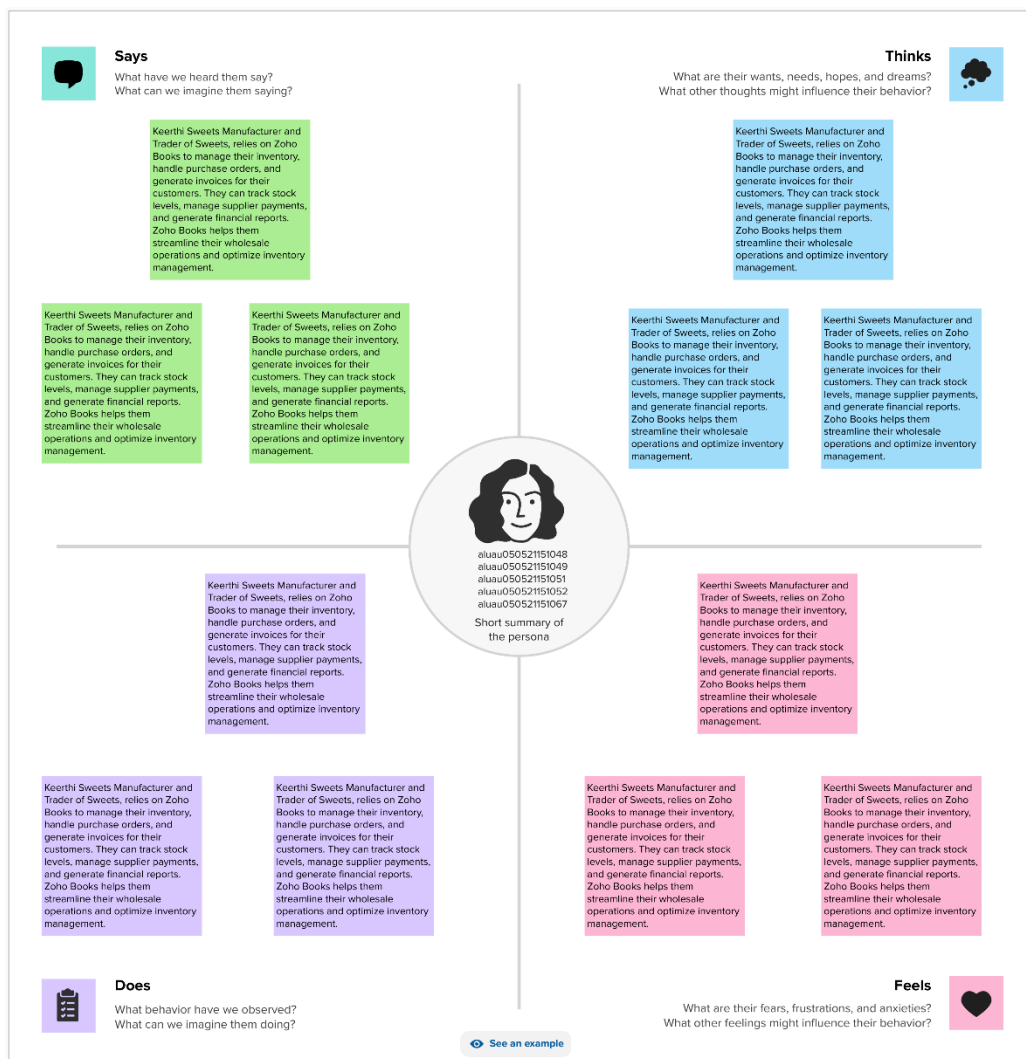 Says
What have we heard them say?
What can we imagine them saying?
Thinks
What are their wants, needs, hopes, and dreams?
What other thoughts might influence their behavior?
Keerthi Sweets Manufacturer and
Trader of Sweets, relies on Zoho
Books to manage their inventory,
handle purchase orders, and
generate invoices for their
customers. They can track stock
levels, manage supplier payments,
and generate financial reports.
Zoho Books helps them
streamline their wholesale
operations and optimize inventory
management.
Keerthi Sweets Manufacturer and
Trader of Sweets, relies on Zoho
Books to manage their inventory,
handle purchase orders, and
generate invoices for their
customers. They can track stock
levels, manage supplier payments,
and generate financial reports.
Zoho Books helps them
streamline their wholesale
operations and optimize inventory
management.
Keerthi Sweets Manufacturer and
Trader of Sweets, relies on Zoho
Books to manage their inventory,
handle purchase orders, and
generate invoices for their
customers. They can track stock
levels, manage supplier payments,
and generate financial reports.
Zoho Books helps them
streamline their wholesale
operations and optimize inventory
management.
Keerthi Sweets Manufacturer and
Trader of Sweets, relies on Zoho
Books to manage their inventory,
handle purchase orders, and
generate invoices for their
customers. They can track stock
levels, manage supplier payments,
and generate financial reports.
Zoho Books helps them
streamline their wholesale
operations and optimize inventory
management.
Keerthi Sweets Manufacturer and
Trader of Sweets, relies on Zoho
Books to manage their inventory,
handle purchase orders, and
generate invoices for their
customers. They can track stock
levels, manage supplier payments,
and generate financial reports.
Zoho Books helps them
streamline their wholesale
operations and optimize inventory
management.
Keerthi Sweets Manufacturer and
Trader of Sweets, relies on Zoho
Books to manage their inventory,
handle purchase orders, and
generate invoices for their
customers. They can track stock
levels, manage supplier payments,
and generate financial reports.
Zoho Books helps them
streamline their wholesale
operations and optimize inventory
management.
aluau050521151048
aluau050521151049
aluau050521151051
aluau050521151052
aluau050521151067
Short summary of
the persona
Keerthi Sweets Manufacturer and
Trader of Sweets, relies on Zoho
Books to manage their inventory,
handle purchase orders, and
generate invoices for their
customers. They can track stock
levels, manage supplier payments,
and generate financial reports.
Zoho Books helps them
streamline their wholesale
operations and optimize inventory
management.
Keerthi Sweets Manufacturer and
Trader of Sweets, relies on Zoho
Books to manage their inventory,
handle purchase orders, and
generate invoices for their
customers. They can track stock
levels, manage supplier payments,
and generate financial reports.
Zoho Books helps them
streamline their wholesale
operations and optimize inventory
management.
Keerthi Sweets Manufacturer and
Trader of Sweets, relies on Zoho
Books to manage their inventory,
handle purchase orders, and
generate invoices for their
customers. They can track stock
levels, manage supplier payments,
and generate financial reports.
Zoho Books helps them
streamline their wholesale
operations and optimize inventory
management.
Keerthi Sweets Manufacturer and
Trader of Sweets, relies on Zoho
Books to manage their inventory,
handle purchase orders, and
generate invoices for their
customers. They can track stock
levels, manage supplier payments,
and generate financial reports.
Zoho Books helps them
streamline their wholesale
operations and optimize inventory
management.
Keerthi Sweets Manufacturer and
Trader of Sweets, relies on Zoho
Books to manage their inventory,
handle purchase orders, and
generate invoices for their
customers. They can track stock
levels, manage supplier payments,
and generate financial reports.
Zoho Books helps them
streamline their wholesale
operations and optimize inventory
management.
Keerthi Sweets Manufacturer and
Trader of Sweets, relies on Zoho
Books to manage their inventory,
handle purchase orders, and
generate invoices for their
customers. They can track stock
levels, manage supplier payments,
and generate financial reports.
Zoho Books helps them
streamline their wholesale
operations and optimize inventory
management.
Does
What behavior have we observed?
What can we imagine them doing?
Feels
What are their fears, frustrations, and anxieties?
What other feelings might influence their behavior?
See an example